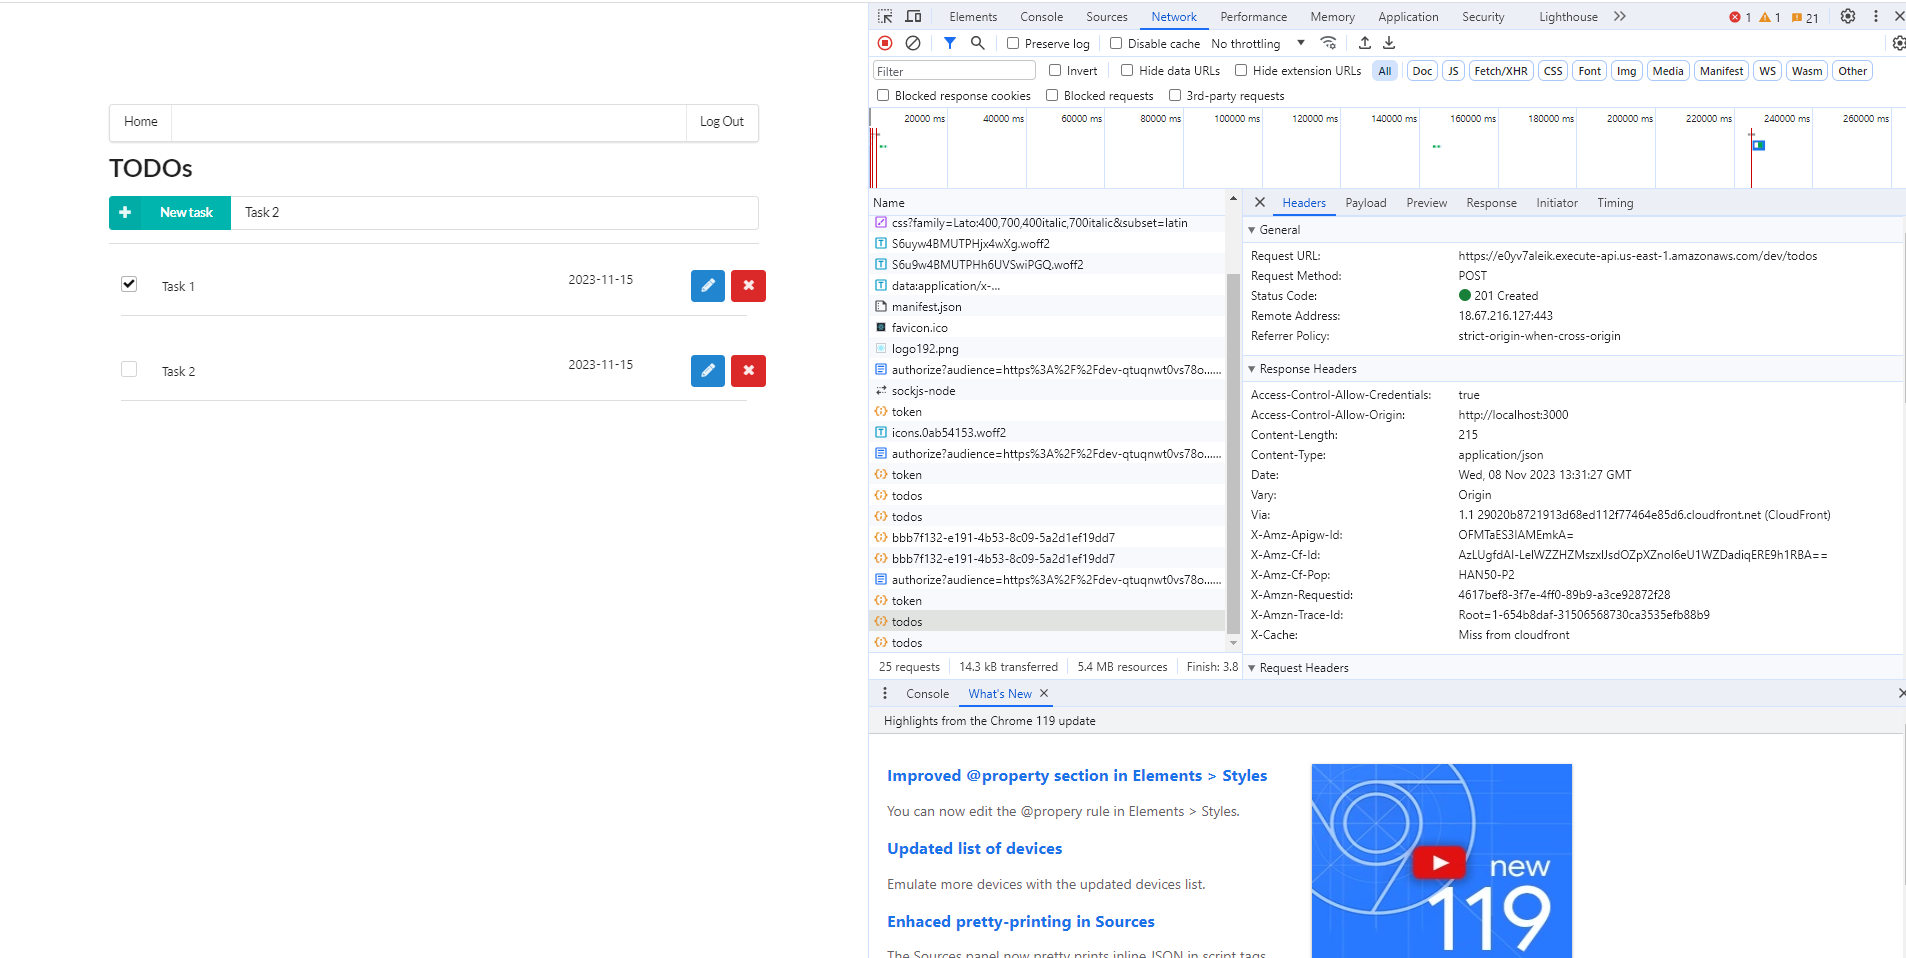 Home
Log Out
TODOs
New task
Task 2
Task 1
2023-11-15
Task 2
2023-11-15
Elements Console Sources Network Performance Memory Application Security Lighthouse 1 1 21
Preserve log Disable cache No throttling
Filter Invert Hide data URLs Hide extension URLs All Doc JS Fetch/XHR CSS Font Img Media Manifest WS Wasm Other
Blocked response cookies Blocked requests 3rd-party requests
20000 ms 40000 ms 60000 ms 80000 ms 100000 ms 120000 ms 140000 ms 160000 ms 180000 ms 200000 ms 220000 ms 240000 ms 260000 ms
Name
css?family=Lato:400,700,400italic,700italic&subset=latin
S6uyw4BMUTPHjx4wXg.woff2
S6u9w4BMUTPHh6UVSwiPGQ.woff2
data:application/x-...
manifest.json
favicon.ico
logo192.png
authorize?audience=https%3A%2F%2Fdev-qtuqnwt0vs78o......
sockjs-node
token
icons.0ab54153.woff2
authorize?audience=https%3A%2F%2Fdev-qtuqnwt0vs78o......
token
todos
todos
bbb7f132-e191-4b53-8c09-5a2d1ef19dd7
bbb7f132-e191-4b53-8c09-5a2d1ef19dd7
authorize?audience=https%3A%2F%2Fdev-qtuqnwt0vs78o......
token
todos
todos
25 requests 14.3 kB transferred 5.4 MB resources Finish: 3.8
Headers Payload Preview Response Initiator Timing
General
Request URL: https://e0yv7aleik.execute-api.us-east-1.amazonaws.com/dev/todos
Request Method: POST
Status Code: 201 Created
Remote Address: 18.67.216.127:443
Referrer Policy: strict-origin-when-cross-origin
Response Headers
Access-Control-Allow-Credentials: true
Access-Control-Allow-Origin: http://localhost:3000
Content-Length: 215
Content-Type: application/json
Date: Wed, 08 Nov 2023 13:31:27 GMT
Vary: Origin
Via: 1.1 29020b8721913d68ed112f77464e85d6.cloudfront.net (CloudFront)
X-Amz-Apigw-Id: OFMTaES3IAMEmkA=
X-Amz-Cf-Id: AzLUgfdAI-LeIWZZHZMszxIJsdOZpXZnoI6eU1WZDadiqERE9h1RBA==
X-Amz-Cf-Pop: HAN50-P2
X-Amzn-Requestid: 4617bef8-3f7e-4ff0-89b9-a3ce92872f28
X-Amzn-Trace-Id: Root=1-654b8daf-31506568730ca3535efb88b9
X-Cache: Miss from cloudfront
Request Headers
Console What's New
Highlights from the Chrome 119 update
Improved @property section in Elements > Styles
You can now edit the @propery rule in Elements > Styles.
Updated list of devices
Emulate more devices with the updated devices list.
Enhaced pretty-printing in Sources
The Sources panel now pretty prints inline JSON in script tags
new
119